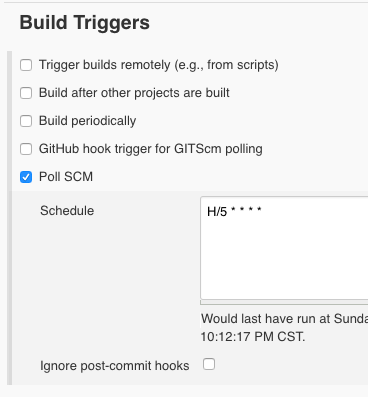 Build Triggers
Trigger builds remotely (e.g., from scripts)
Build after other projects are built
Build periodically
GitHub hook trigger for GITScm polling
Poll SCM
Schedule
H/5 * * * *
Would last have run at Sunda
10:12:17 PM CST.
Ignore post-commit hooks